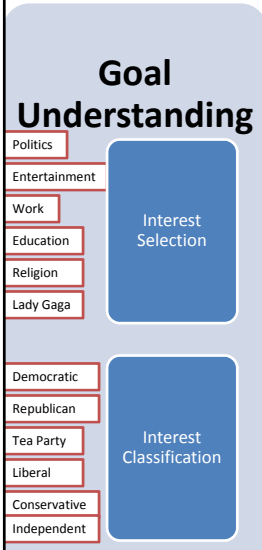 Goal
Understanding
Politics
Entertainment
Work
Education
Religion
Lady Gaga
Interest
Selection
Democratic
Republican
Tea Party
Liberal
Conservative
Independent
Interest
Classification